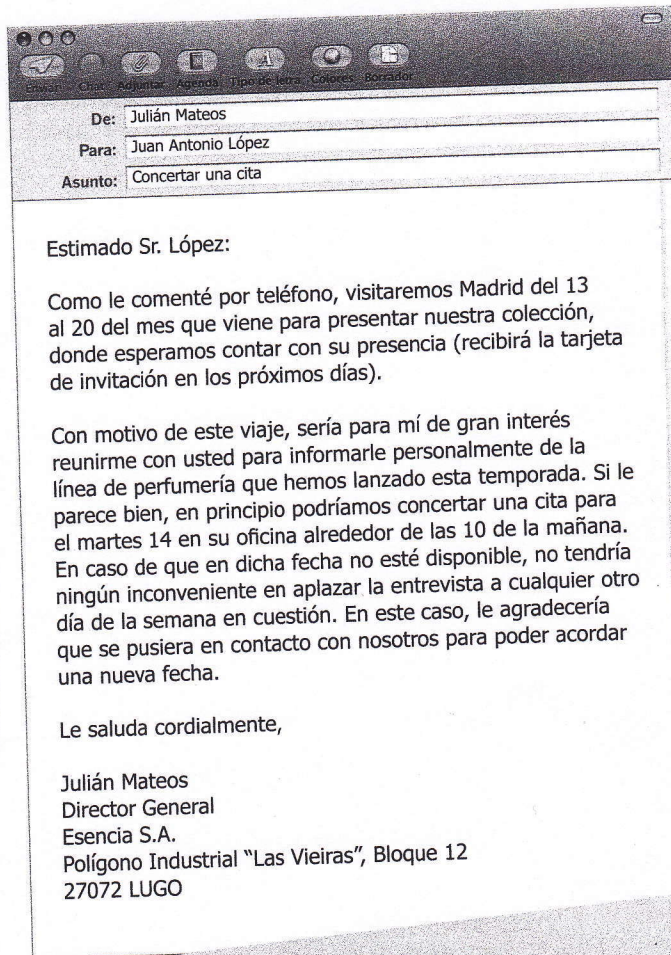 Enviar Chat Adjuntar Agenda Tipo de letra Colores Borrador
De: Julián Mateos
Para: Juan Antonio López
Asunto: Concertar una cita
Estimado Sr. López:
Como le comenté por teléfono, visitaremos Madrid del 13
al 20 del mes que viene para presentar nuestra colección,
donde esperamos contar con su presencia (recibirá la tarjeta
de invitación en los próximos días).
Con motivo de este viaje, sería para mí de gran interés
reunirme con usted para informarle personalmente de la
línea de perfumería que hemos lanzado esta temporada. Si le
parece bien, en principio podríamos concertar una cita para
el martes 14 en su oficina alrededor de las 10 de la mañana.
En caso de que en dicha fecha no esté disponible, no tendría
ningún inconveniente en aplazar la entrevista a cualquier otro
día de la semana en cuestión. En este caso, le agradecería
que se pusiera en contacto con nosotros para poder acordar
una nueva fecha.
Le saluda cordialmente,
Julián Mateos
Director General
Esencia S.A.
Polígono Industrial “Las Vieiras”, Bloque 12
27072 LUGO